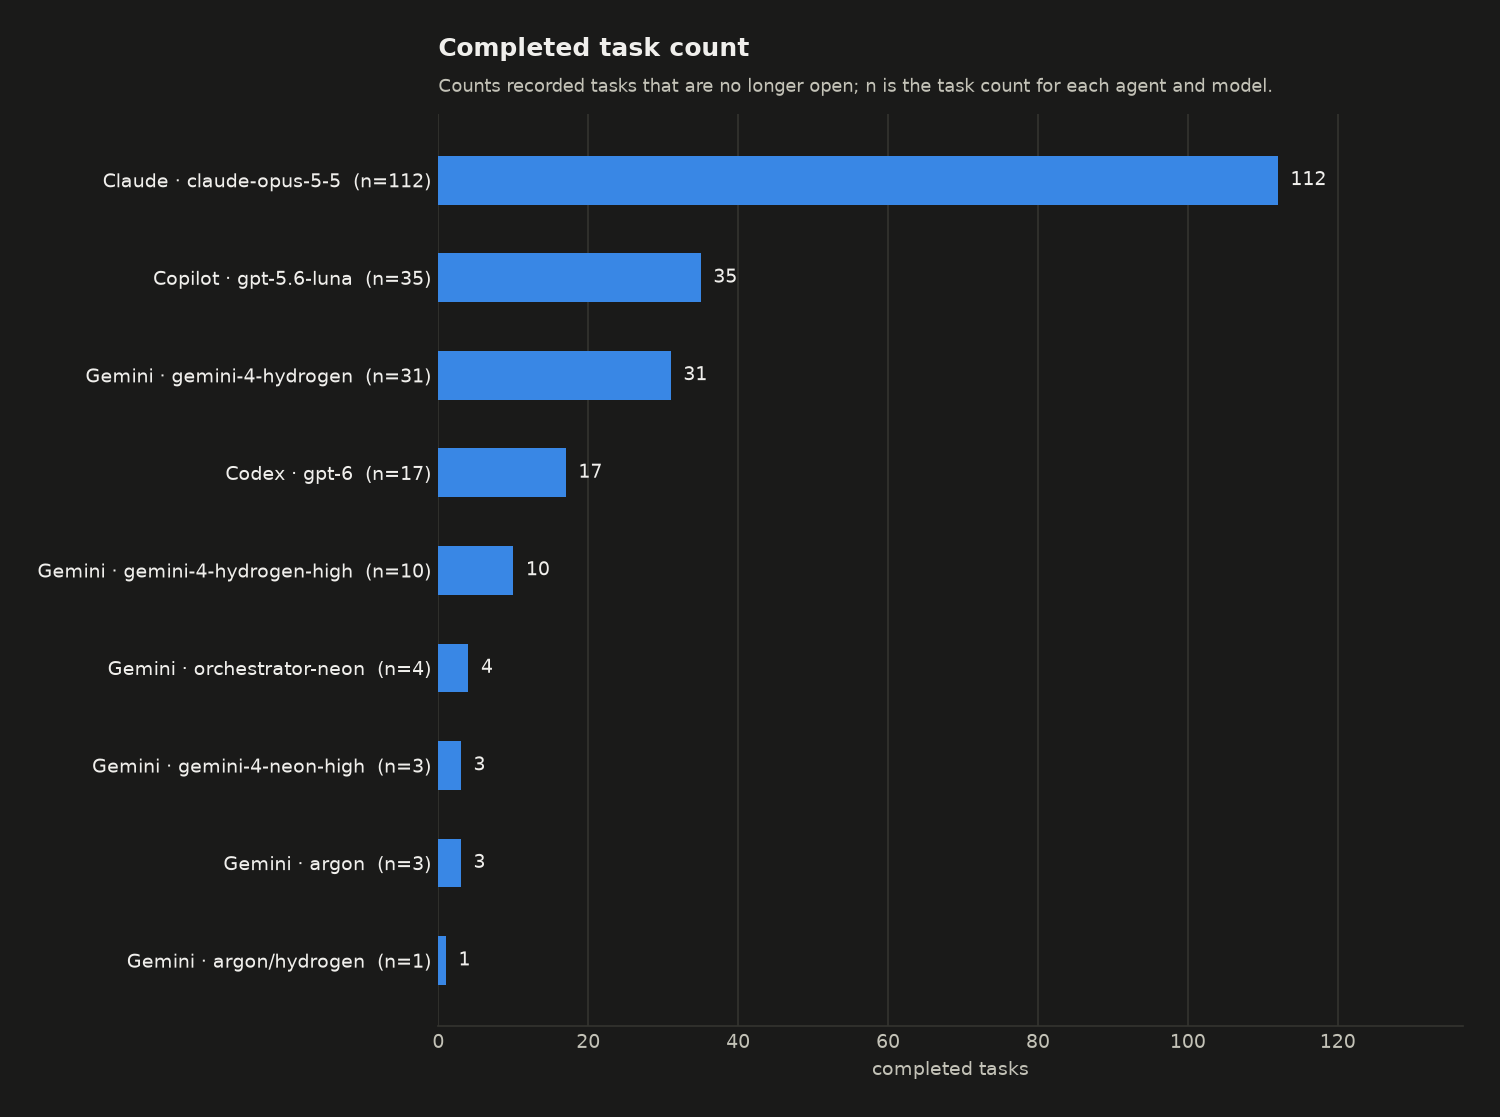 Completed task count
Counts recorded tasks that are no longer open; n is the task count for each agent and model.
Claude · claude-opus-5-5 (n=112) 112
Copilot · gpt-5.6-luna (n=35) 35
Gemini · gemini-4-hydrogen (n=31) 31
Codex · gpt-6 (n=17) 17
Gemini · gemini-4-hydrogen-high (n=10) 10
Gemini · orchestrator-neon (n=4) 4
Gemini · gemini-4-neon-high (n=3) 3
Gemini · argon (n=3) 3
Gemini · argon/hydrogen (n=1) 1
0 20 40 60 80 100 120
completed tasks